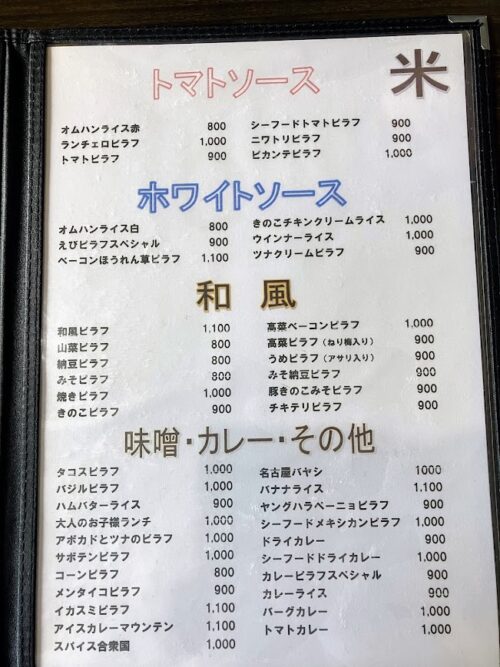 米
トマトソース
オムハンライス赤 800 シーフードトマトピラフ 900
ランチェロピラフ 1,000 ニワトリピラフ 900
トマトピラフ 900 ピカンテピラフ 1,000
ホワイトソース
オムハンライス白 800 きのこチキンクリームライス 1,000
えびピラフスペシャル 900 ウインナーライス 1,000
ベーコンほうれん草ピラフ 1,100 ツナクリームピラフ 900
和風
和風ピラフ 1,100 高菜ベーコンピラフ 1,000
山菜ピラフ 800 高菜ピラフ(ねり梅入り) 900
納豆ピラフ 800 うめピラフ(アサリ入り) 900
みそピラフ 800 みそ納豆ピラフ 900
焼きピラフ 1,000 豚きのこみそピラフ 900
きのこピラフ 900 チキテリピラフ 900
味噌・カレー・その他
タコスピラフ 1,000 名古屋バヤシ 1000
バジルピラフ 1,000 バナナライス 1,100
ハムバターライス 900 ヤングハラペーニョピラフ 900
大人のお子様ランチ 1,000 シーフードメキシカンピラフ 1,000
アボカドとツナのピラフ 1,000 ドライカレー 900
サボテンピラフ 1,000 シーフードドライカレー 1,000
コーンピラフ 800 カレーピラフスペシャル 900
メンタイコピラフ 900 カレーライス 900
イカスミピラフ 1,100 バーグカレー 1,000
アイスカレーマウンテン 1,100 トマトカレー 1,000
スパイス合衆国 1,000